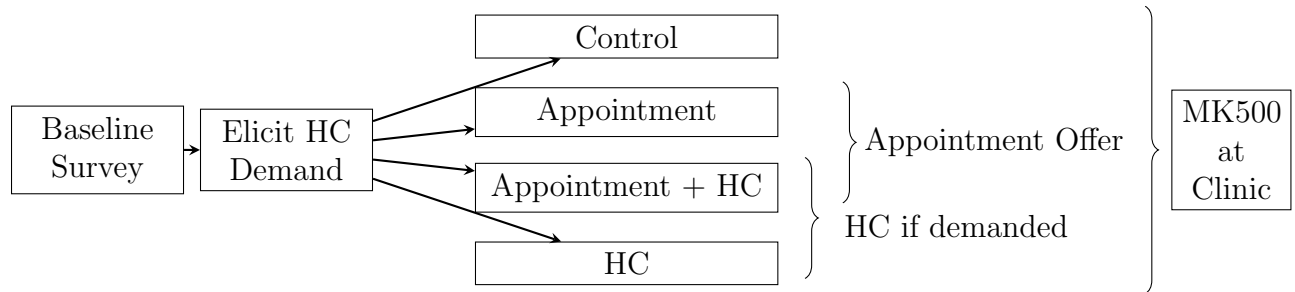 Baseline
Survey
Elicit HC
Demand
Control
Appointment
Appointment + HC
HC
Appointment Offer
HC if demanded
MK500
at
Clinic